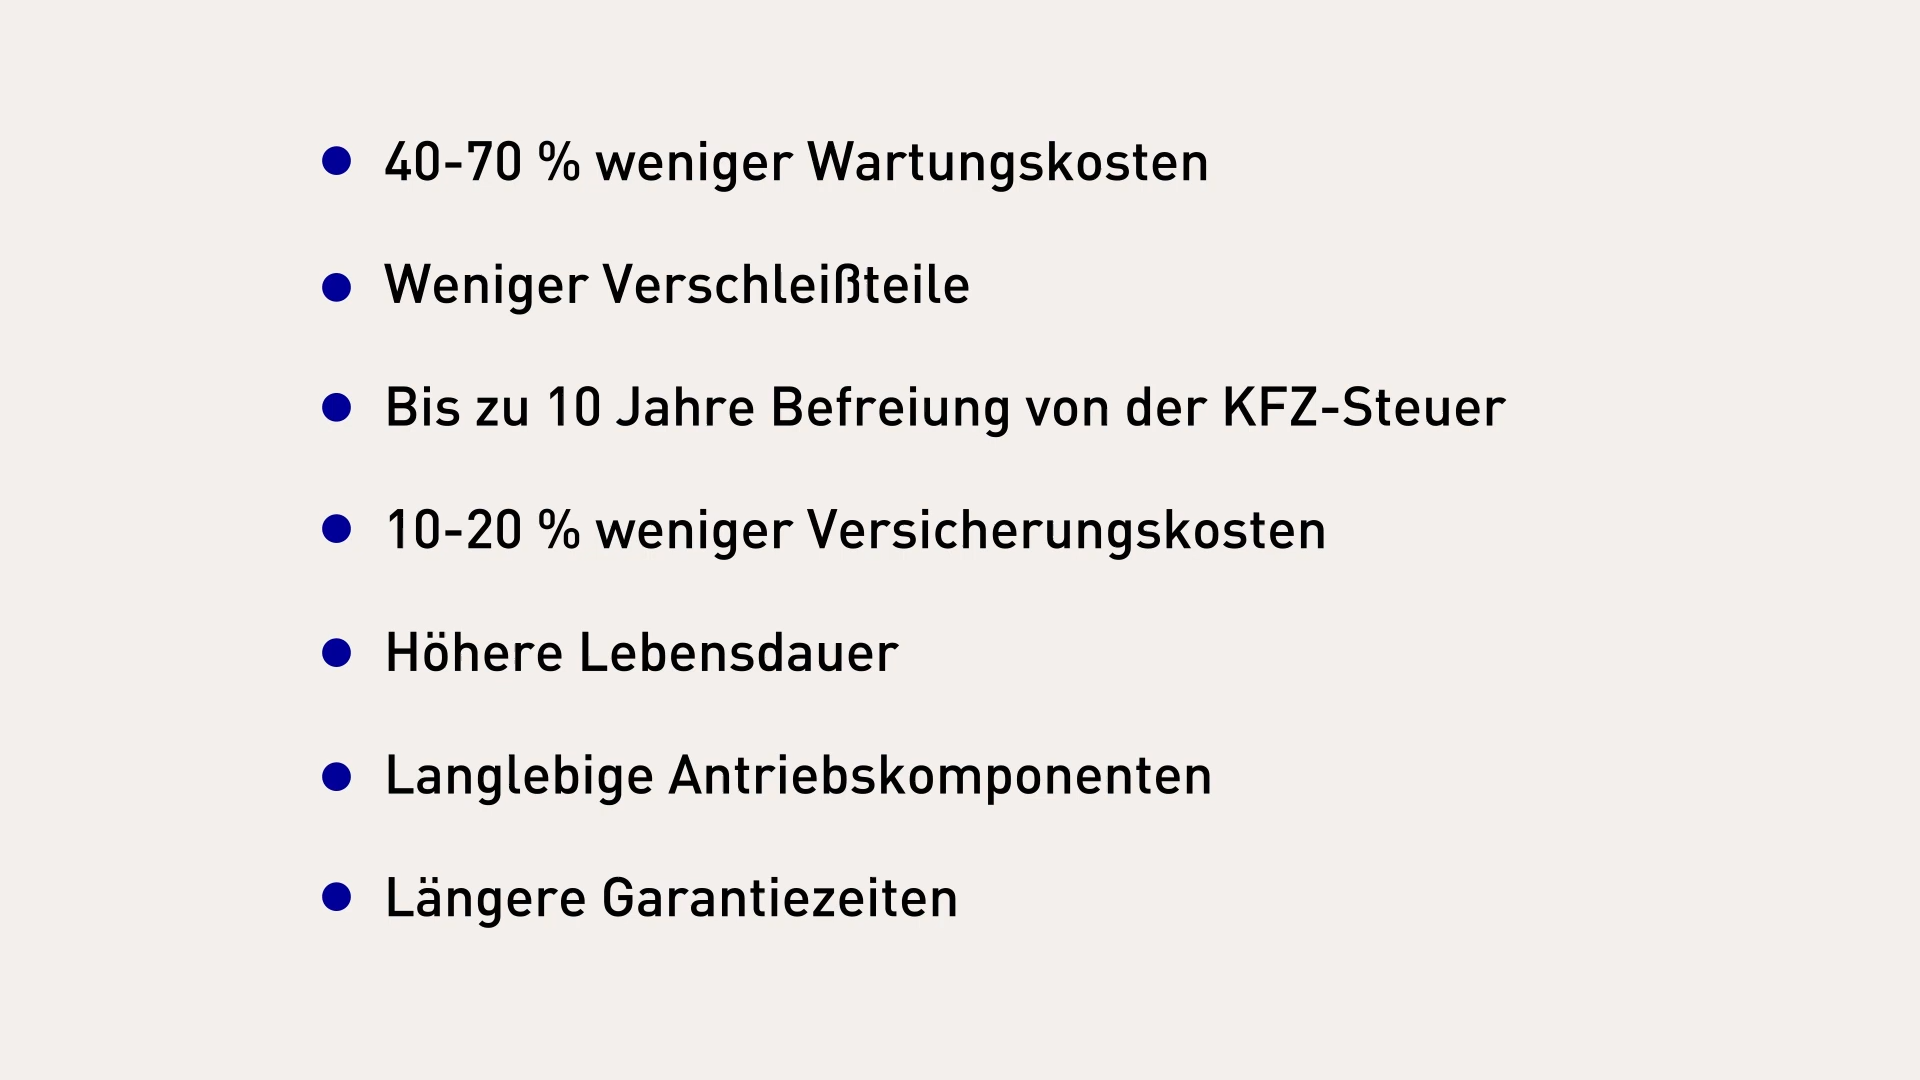 40-70 % weniger Wartungskosten
Weniger Verschleißteile
Bis zu 10 Jahre Befreiung von der KFZ-Steuer
10-20 % weniger Versicherungskosten
Höhere Lebensdauer
Langlebige Antriebskomponenten
Längere Garantiezeiten